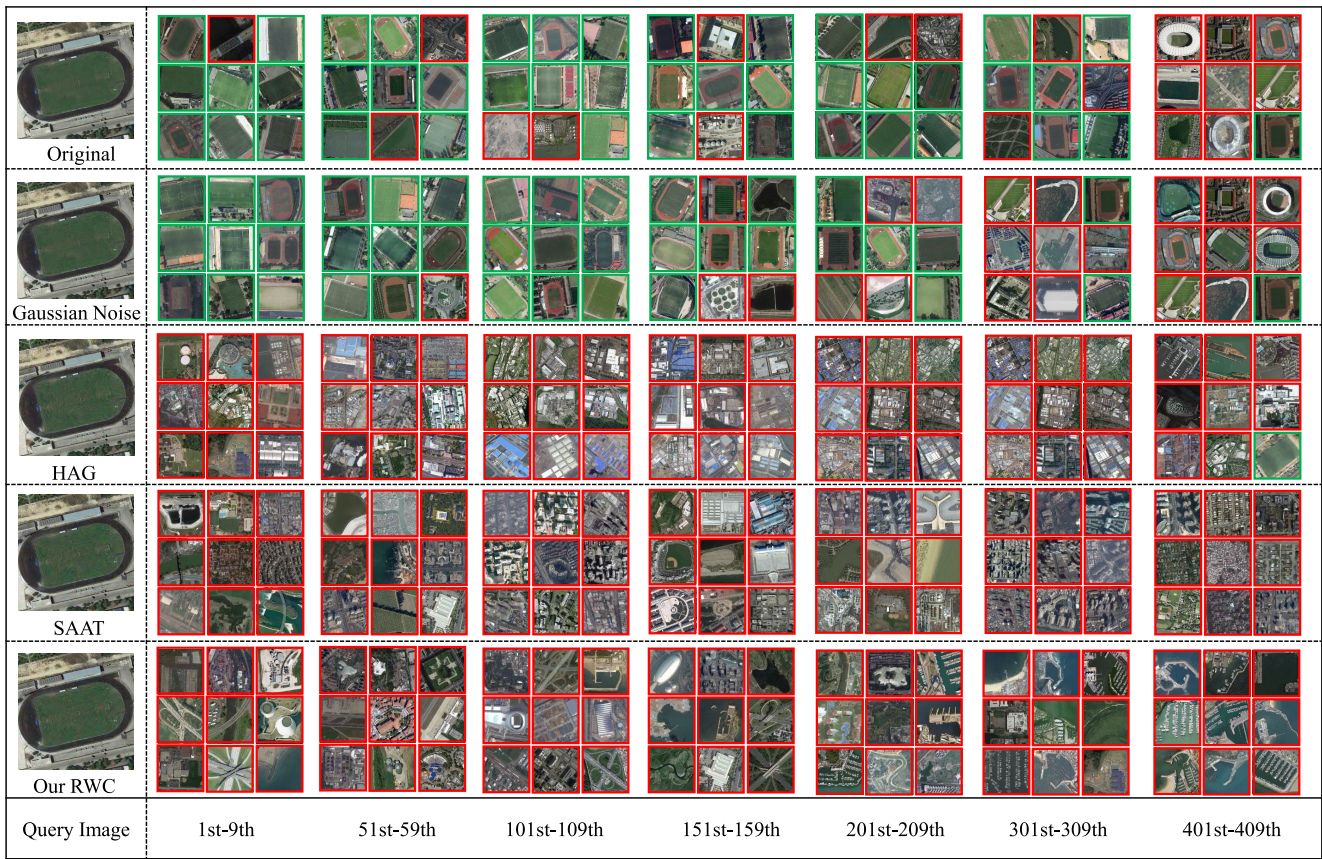 Original
Gaussian Noise
HAG
SAAT
Our RWC
Query Image 1st-9th 51st-59th 101st-109th 151st-159th 201st-209th 301st-309th 401st-409th